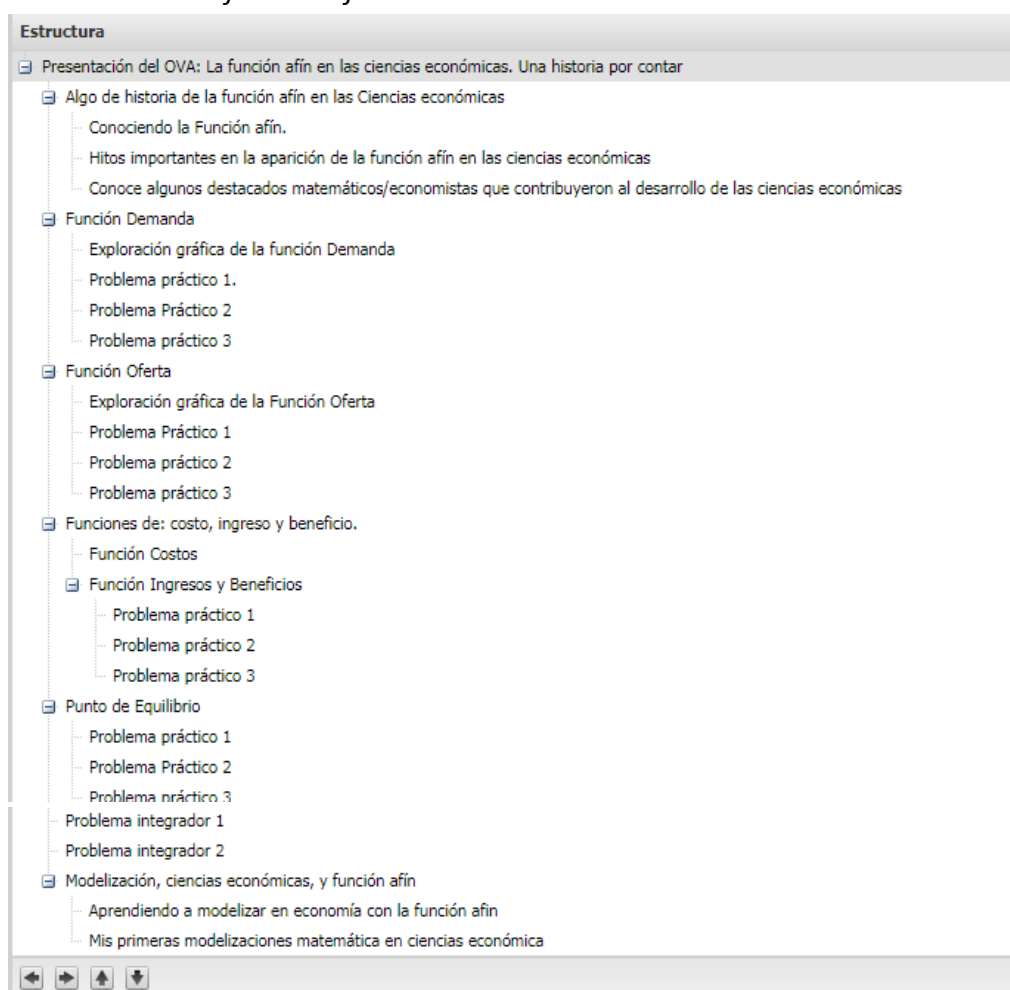 Estructura
Presentación del OVA: La función afín en las ciencias económicas. Una historia por contar
Algo de historia de la función afín en las Ciencias económicas
Conociendo la Función afín.
Hitos importantes en la aparición de la función afín en las ciencias económicas
Conoce algunos destacados matemáticos/economistas que contribuyeron al desarrollo de las ciencias económicas
Función Demanda
Exploración gráfica de la función Demanda
Problema práctico 1.
Problema Práctico 2
Problema práctico 3
Función Oferta
Exploración gráfica de la Función Oferta
Problema Práctico 1
Problema práctico 2
Problema práctico 3
Funciones de: costo, ingreso y beneficio.
Función Costos
Función Ingresos y Beneficios
Problema práctico 1
Problema práctico 2
Problema práctico 3
Punto de Equilibrio
Problema práctico 1
Problema Práctico 2
Problema práctico 3
Problema integrador 1
Problema integrador 2
Modelización, ciencias económicas, y función afín
Aprendiendo a modelizar en economía con la función afin
Mis primeras modelizaciones matemática en ciencias económica